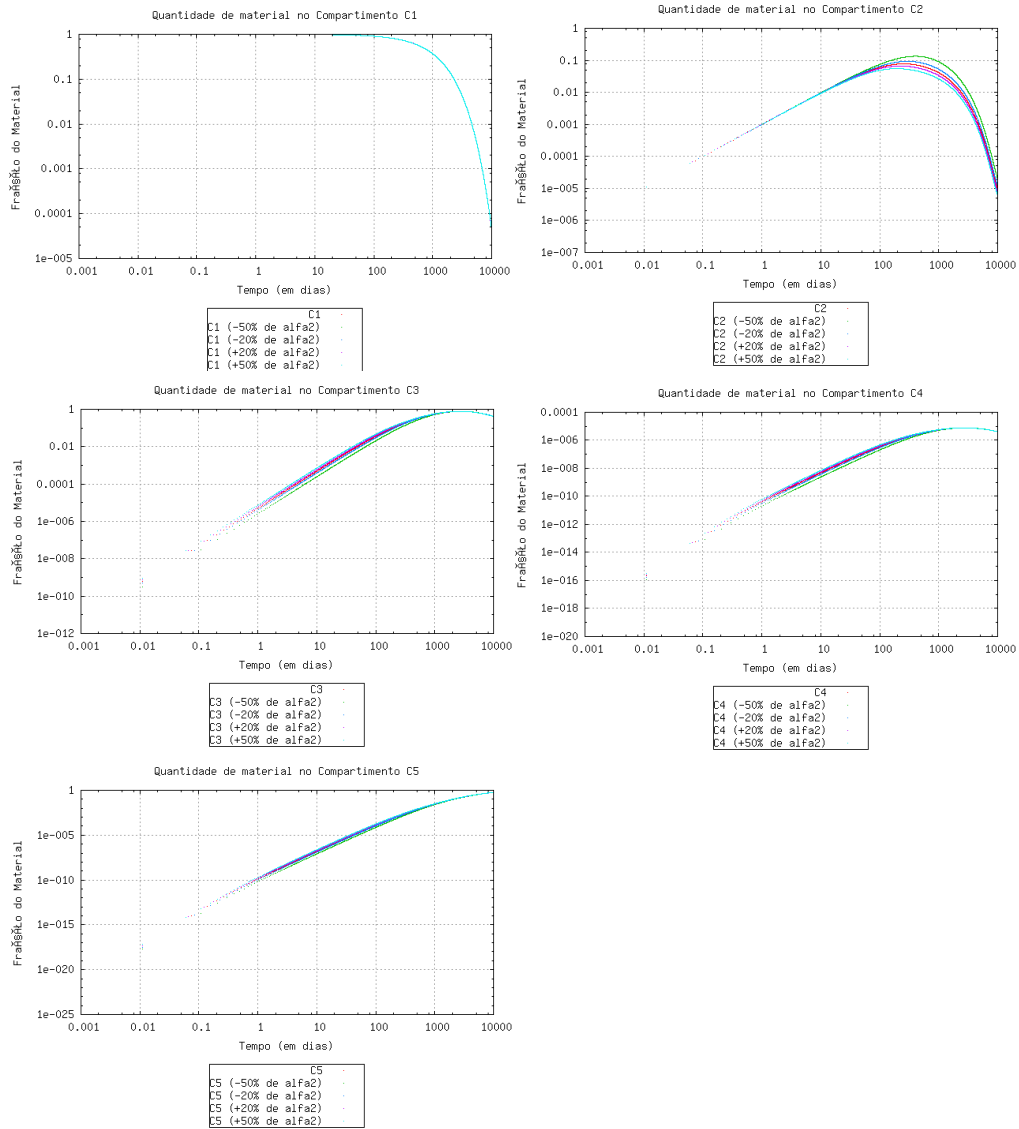 Quantidade de material no Compartimento C1
1
0.1
0.01
0.001
0.0001
1e-005
0.001 0.01 0.1 1 10 100 1000 10000
Tempo (em dias)
do Material
C1
C1 (-50% de alfa2)
C1 (-20% de alfa2)
C1 (+20% de alfa2)
C1 (+50% de alfa2)
Quantidade de material no Compartimento C2
1
0.1
0.01
0.001
0.0001
1e-005
1e-006
1e-007
0.001 0.01 0.1 1 10 100 1000 10000
Tempo (em dias)
do Material
C2
C2 (-50% de alfa2)
C2 (-20% de alfa2)
C2 (+20% de alfa2)
C2 (+50% de alfa2)
Quantidade de material no Compartimento C3
1
0.01
0.0001
1e-006
1e-008
1e-010
1e-012
0.001 0.01 0.1 1 10 100 1000 10000
Tempo (em dias)
do Material
C3
C3 (-50% de alfa2)
C3 (-20% de alfa2)
C3 (+20% de alfa2)
C3 (+50% de alfa2)
Quantidade de material no Compartimento C4
0.0001
1e-006
1e-008
1e-010
1e-012
1e-014
1e-016
1e-018
1e-020
0.001 0.01 0.1 1 10 100 1000 10000
Tempo (em dias)
do Material
C4
C4 (-50% de alfa2)
C4 (-20% de alfa2)
C4 (+20% de alfa2)
C4 (+50% de alfa2)
Quantidade de material no Compartimento C5
1
1e-005
1e-010
1e-015
1e-020
1e-025
0.001 0.01 0.1 1 10 100 1000 10000
Tempo (em dias)
do Material
C5
C5 (-50% de alfa2)
C5 (-20% de alfa2)
C5 (+20% de alfa2)
C5 (+50% de alfa2)